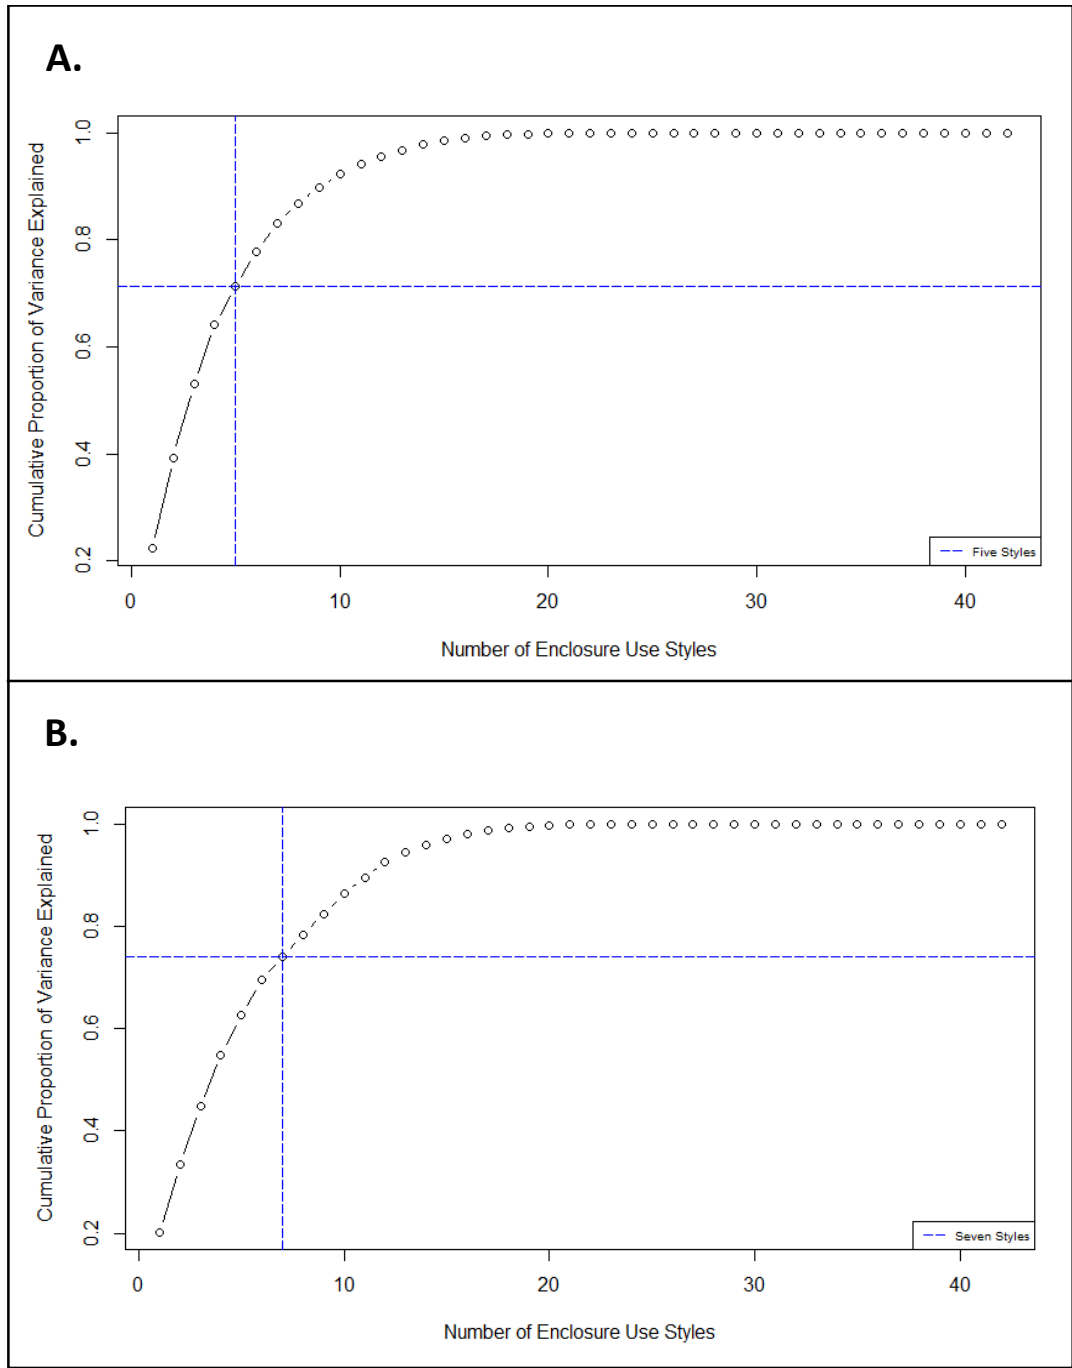 A.
Cumulative Proportion of Variance Explained
1.0
0.8
0.6
0.4
0.2
Five Styles
0 10 20 30 40
Number of Enclosure Use Styles
B.
Cumulative Proportion of Variance Explained
1.0
0.8
0.6
0.4
0.2
Seven Styles
0 10 20 30 40
Number of Enclosure Use Styles